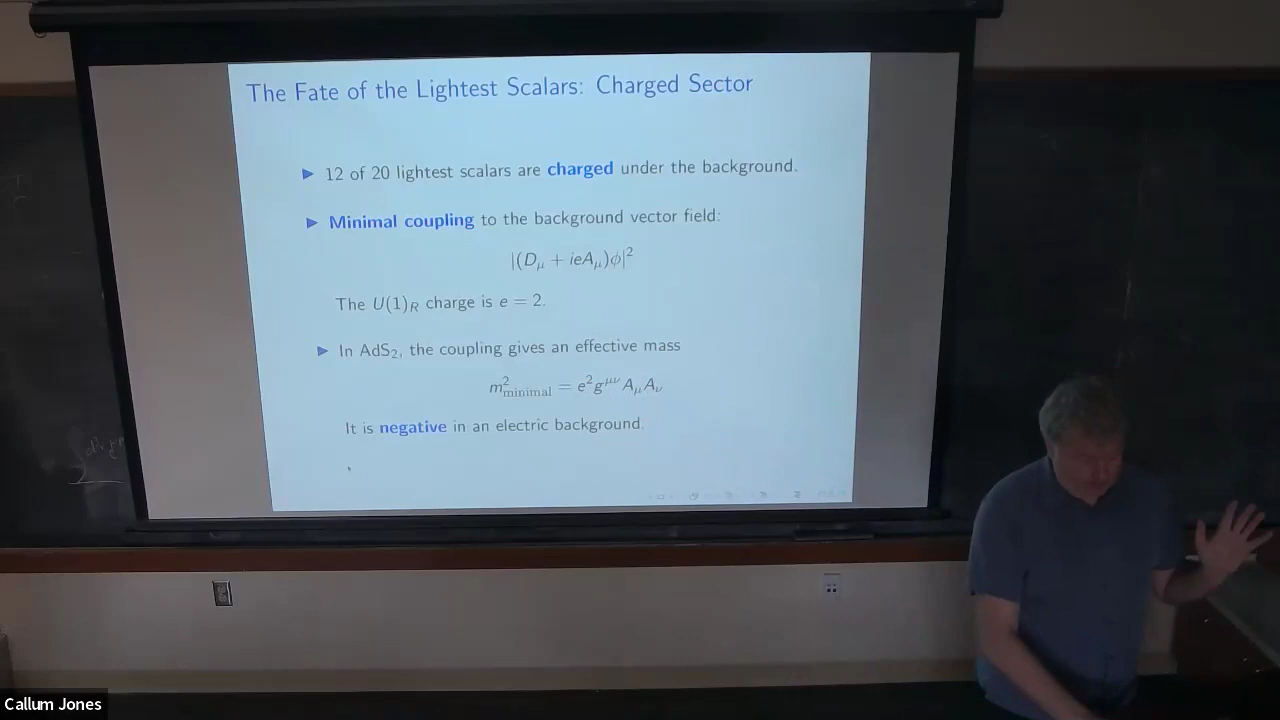 The Fate of the Lightest Scalars: Charged Sector
▶ 12 of 20 lightest scalars are charged under the background.
▶ Minimal coupling to the background vector field:
|(D_μ + ieA_μ)ϕ|²
The U(1)_R charge is e = 2.
▶ In AdS₂, the coupling gives an effective mass
m²_minimal = e²g^{μν}A_μA_ν
It is negative in an electric background.
Callum Jones